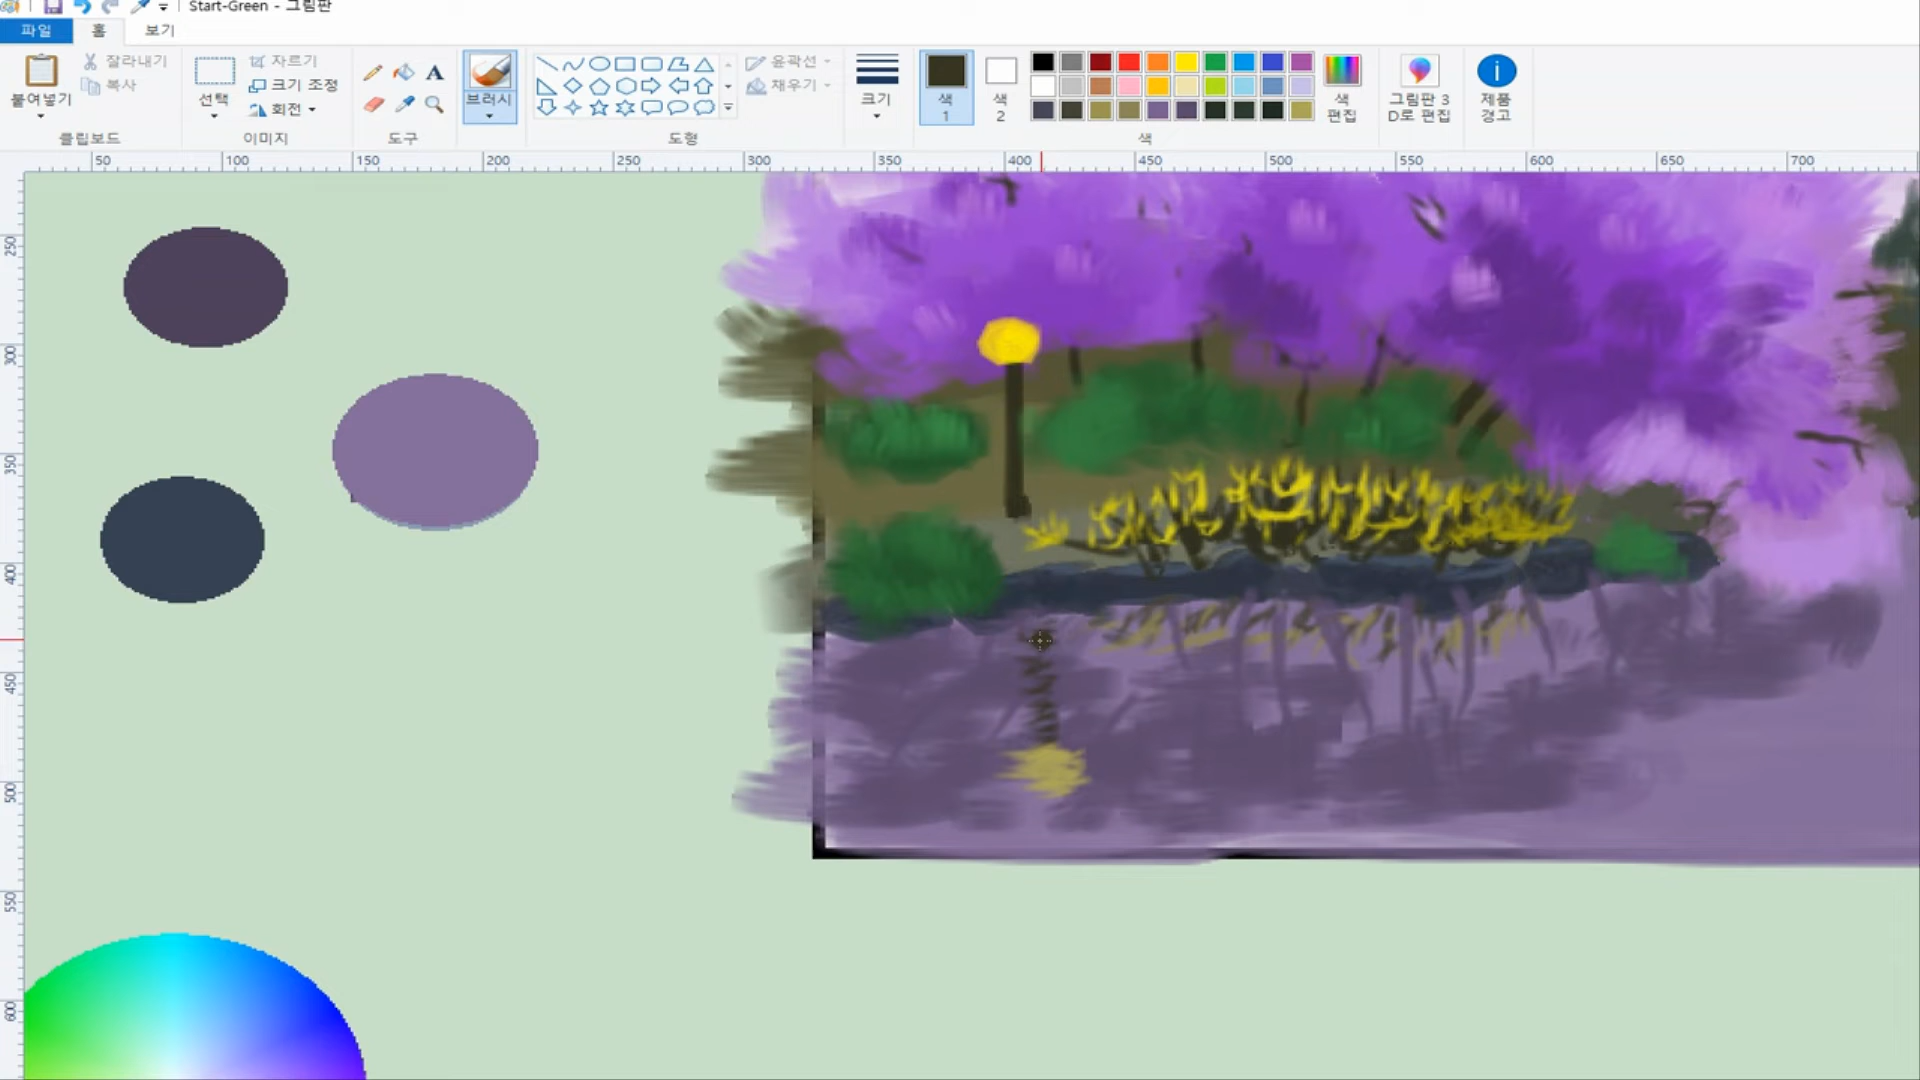 Start-Green - 그림판
파일 홈 보기
붙여넣기 잘라내기 복사
클립보드
선택 자르기 크기 조정 회전
이미지
A
도구
브러시
윤곽선 채우기
도형
크기
색 1
색 2
색 편집
색
그림판 3D로 편집
제품 경고
50 100 150 200 250 300 350 400 450 500 550 600 650 700
250
300
350
400
450
500
550
600